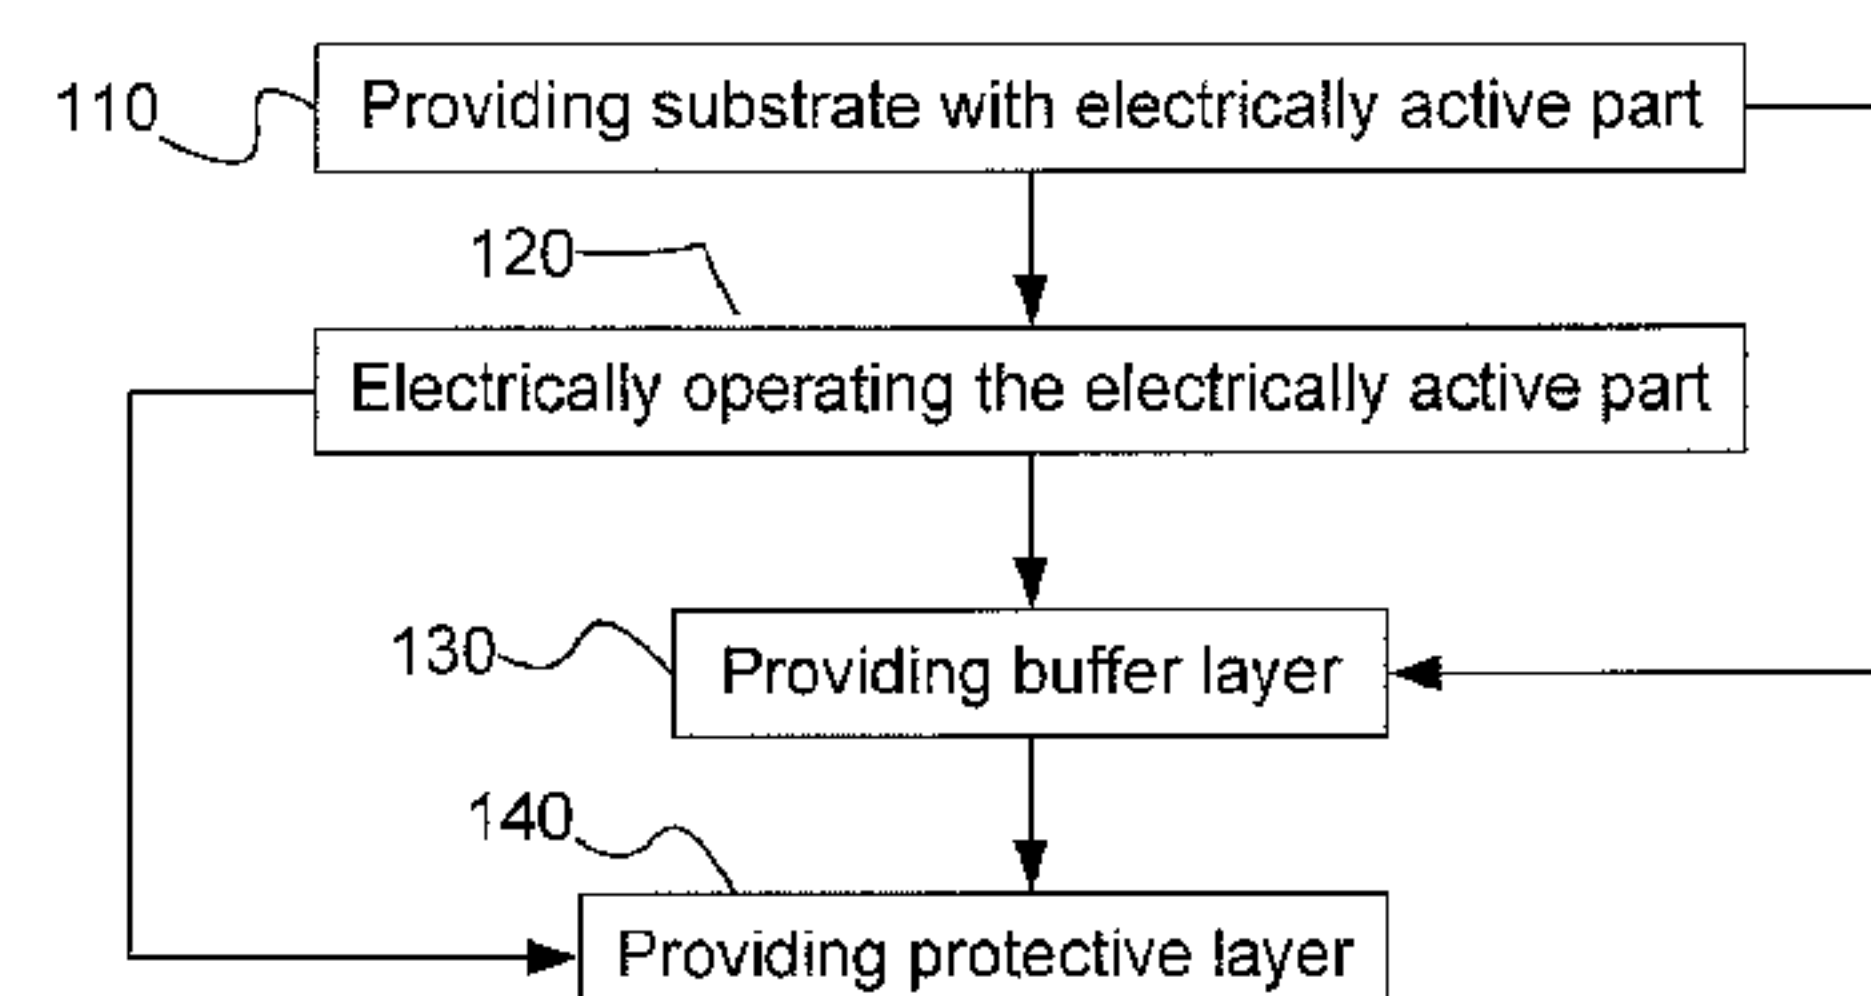 110
Providing substrate with electrically active part
120
Electrically operating the electrically active part
130
Providing buffer layer
140
Providing protective layer